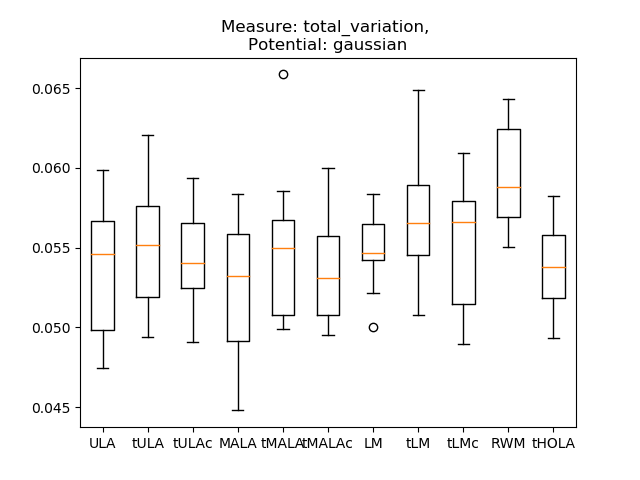 Measure: total_variation,
Potential: gaussian
0.065
0.060
0.055
0.050
0.045
ULA tULA tULAc MALA tMALA tMALAc LM tLM tLMc RWM tHOLA